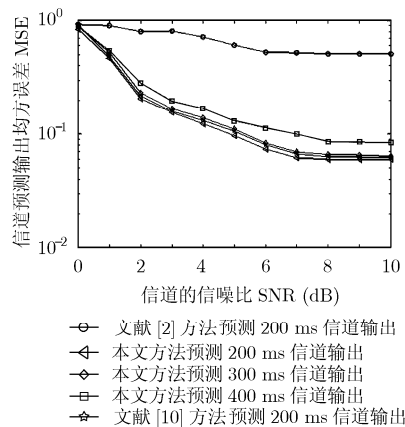 10⁰
10⁻¹
10⁻²
信道预测输出均方误差 MSE
0 2 4 6 8 10
信道的信噪比 SNR (dB)
文献 [2] 方法预测 200 ms 信道输出
本文方法预测 200 ms 信道输出
本文方法预测 300 ms 信道输出
本文方法预测 400 ms 信道输出
文献 [10] 方法预测 200 ms 信道输出